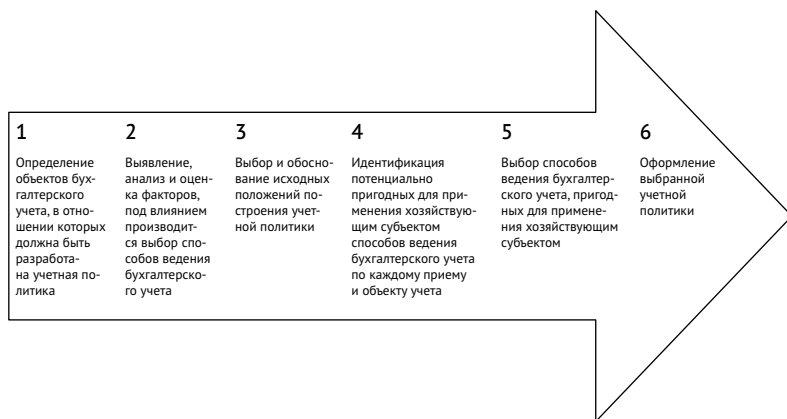 1
Определение
объектов бух-
галтерского
учета, в отно-
шении которых
должна быть
разработа-
на учетная по-
литика
2
Выявление,
анализ и оцен-
ка факторов,
под влиянием
производит-
ся выбор спо-
собов ведения
бухгалтерско-
го учета
3
Выбор и обосно-
вание исходных
положений по-
строения учет-
ной политики
4
Идентификация
потенциально
пригодных для при-
менения хозяйствую-
щим субъектом
способов ведения
бухгалтерского учета
по каждому приему
и объекту учета
5
Выбор способов
ведения бухгалтер-
ского учета, пригод-
ных для примене-
ния хозяйствующим
субъектом
6
Оформление
выбранной
учетной
политики